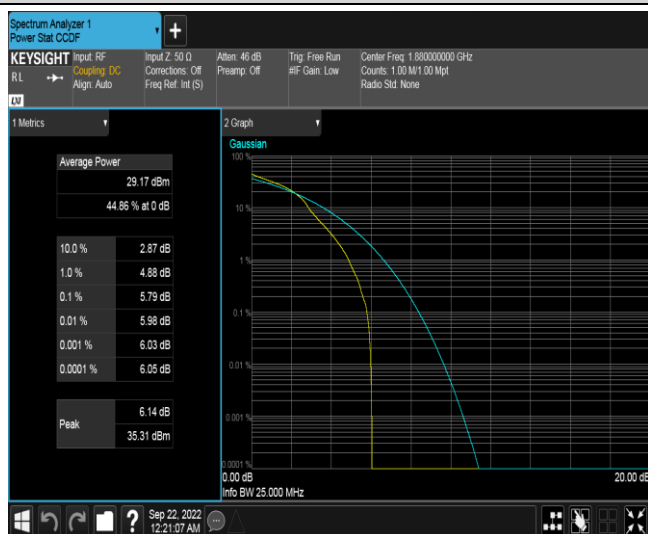 Spectrum Analyzer 1
Power Stat CCDF
KEYSIGHT
RL
LXI
Input: RF
Coupling: DC
Align: Auto
Input Z: 50 Ω
Corrections: Off
Freq Ref: Int (S)
Atten: 46 dB
Preamp: Off
Trig: Free Run
#IF Gain: Low
Center Freq: 1.880000000 GHz
Counts: 1.00 M/1.00 Mpt
Radio Std: None
1 Metrics
Average Power
29.17 dBm
44.86 % at 0 dB
10.0 % 2.87 dB
1.0 % 4.88 dB
0.1 % 5.79 dB
0.01 % 5.98 dB
0.001 % 6.03 dB
0.0001 % 6.05 dB
Peak
6.14 dB
35.31 dBm
2 Graph
Gaussian
100 %
10 %
1 %
0.1 %
0.01 %
0.001 %
0.0001 %
0.00 dB 20.00 dB
Info BW 25.000 MHz
? Sep 22, 2022
12:21:07 AM